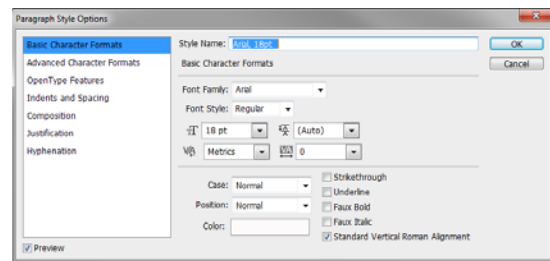 Paragraph Style Options
Basic Character Formats
Advanced Character Formats
OpenType Features
Indents and Spacing
Composition
Justification
Hyphenation
Preview
Style Name: Arial, 18pt
Basic Character Formats
Font Family: Arial
Font Style: Regular
18 pt (Auto)
Metrics 0
Case: Normal
Position: Normal
Color:
Strikethrough
Underline
Faux Bold
Faux Italic
Standard Vertical Roman Alignment
OK
Cancel